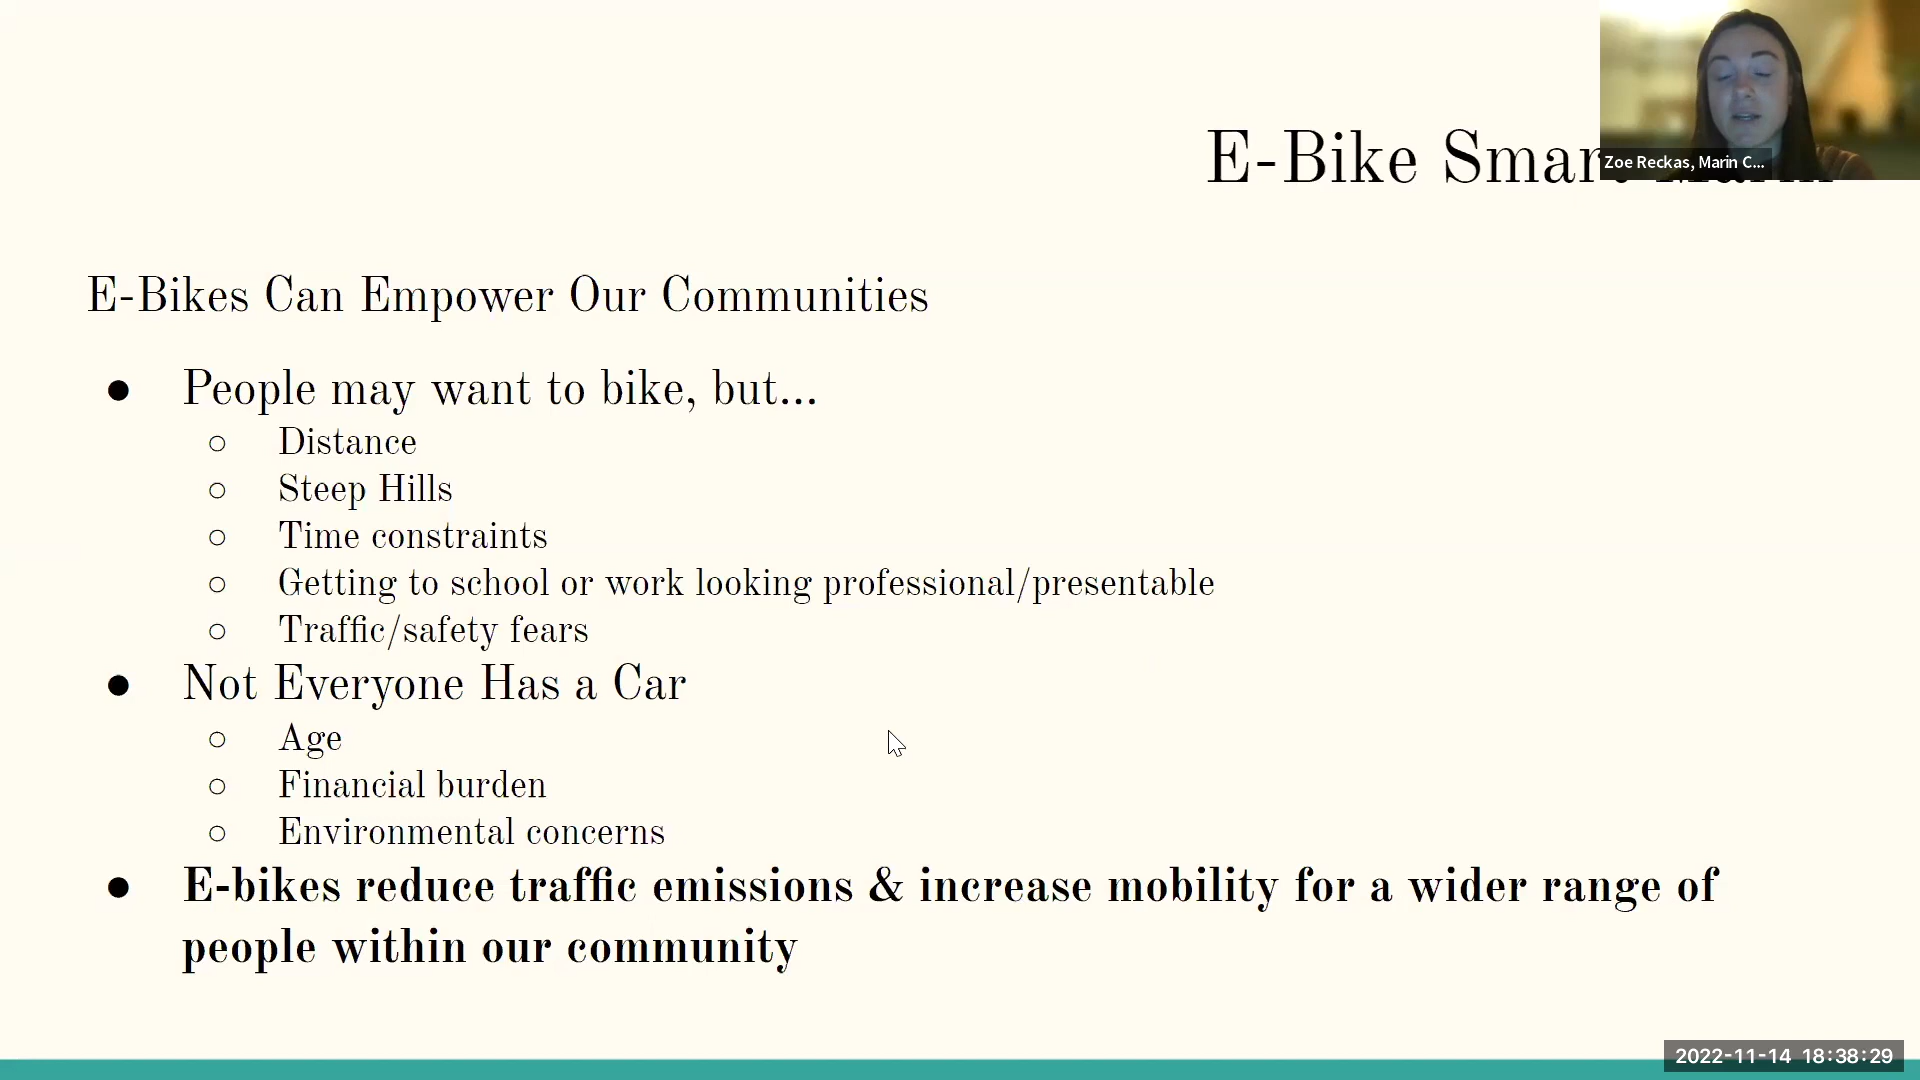 E-Bike Smart Marin
Zoe Reckas, Marin C...
E-Bikes Can Empower Our Communities
● People may want to bike, but...
○ Distance
○ Steep Hills
○ Time constraints
○ Getting to school or work looking professional/presentable
○ Traffic/safety fears
● Not Everyone Has a Car
○ Age
○ Financial burden
○ Environmental concerns
● E-bikes reduce traffic emissions & increase mobility for a wider range of
people within our community
2022-11-14 18:38:29